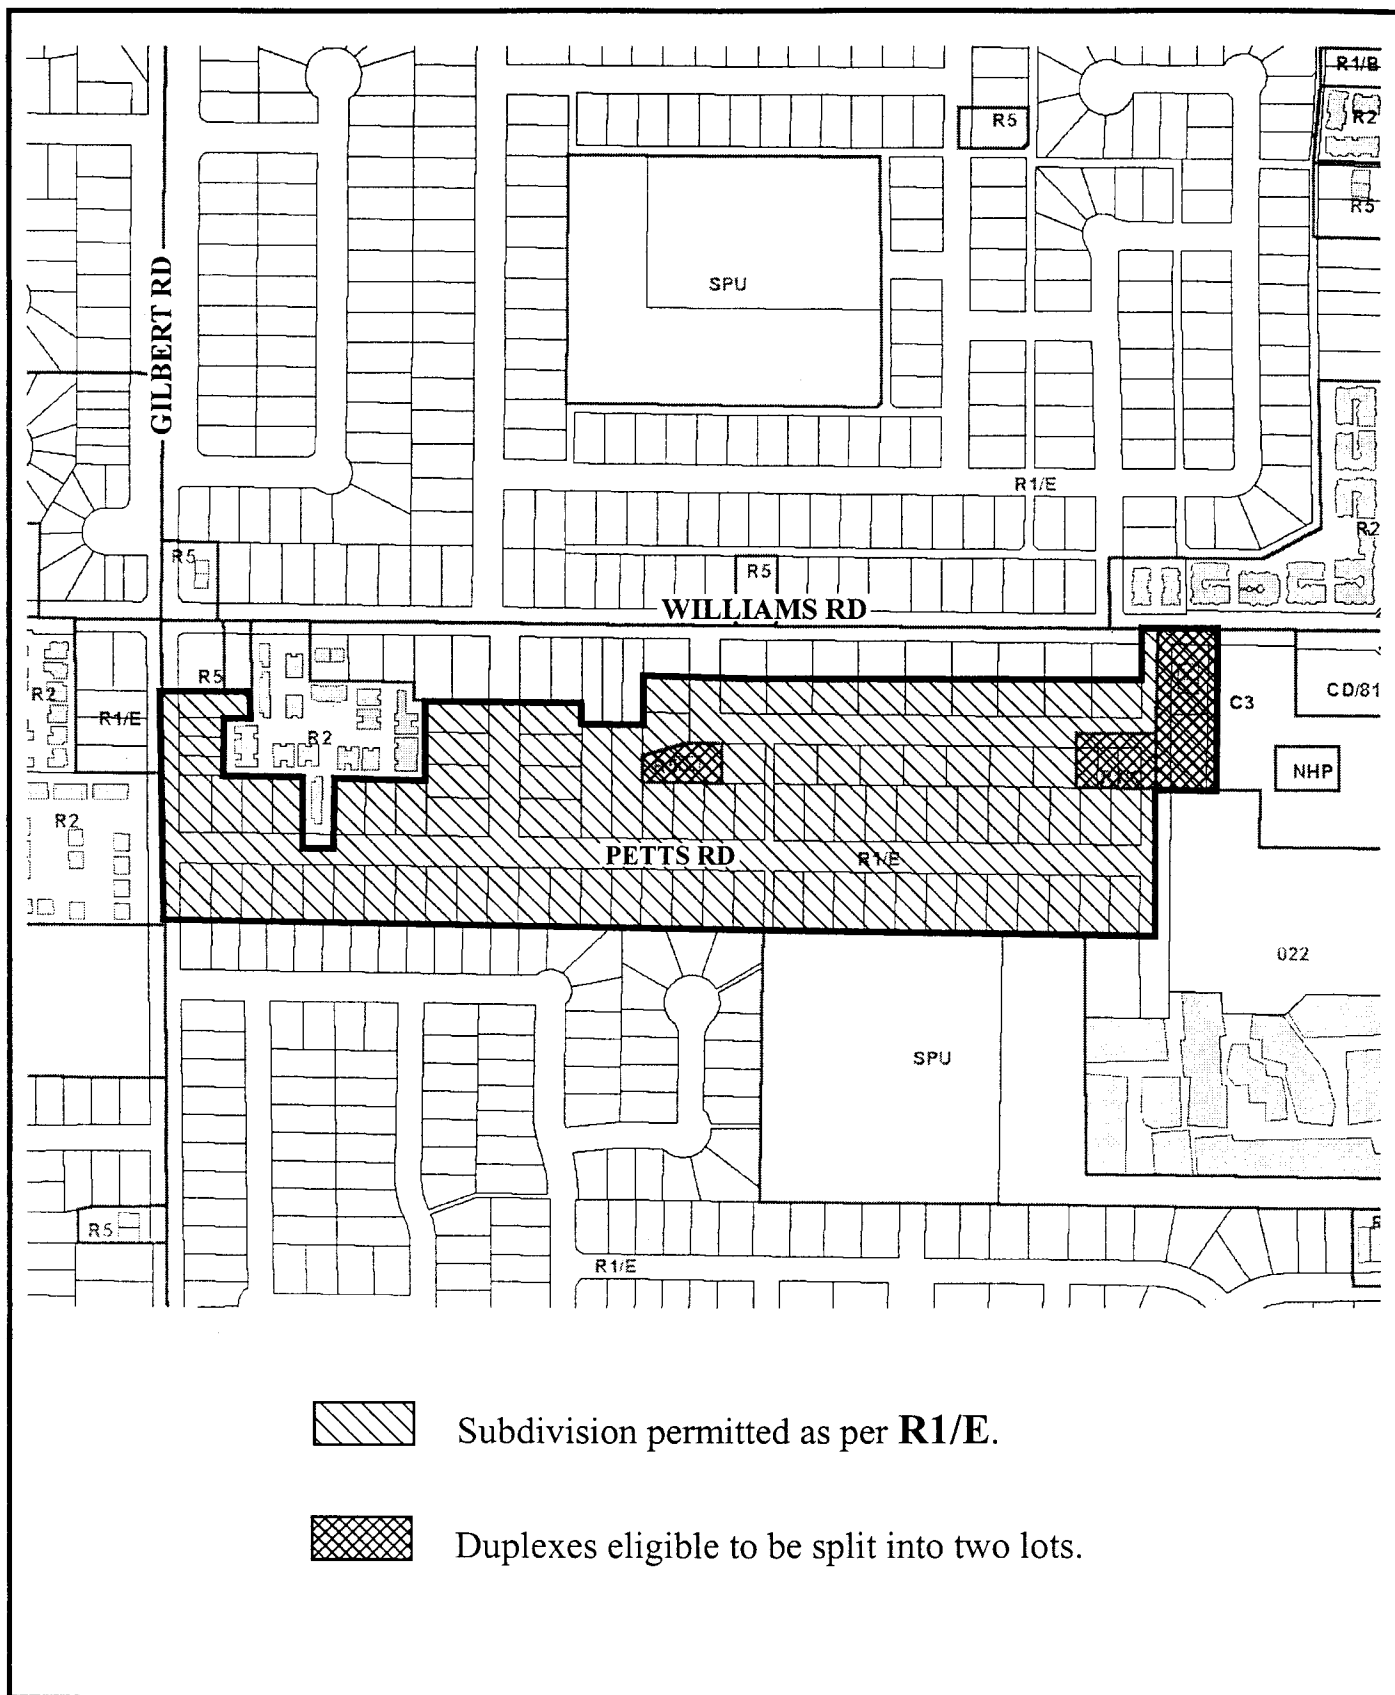 R1/B
R2
R5
R5
GILBERT RD
SPU
R1/E
R2
R5
R5
WILLIAMS RD
R5
R2
R1/E
R2
C3
CD/81
NHP
R2
PETTS RD
R1/E
022
SPU
R5
R1/E
Subdivision permitted as per R1/E.
Duplexes eligible to be split into two lots.